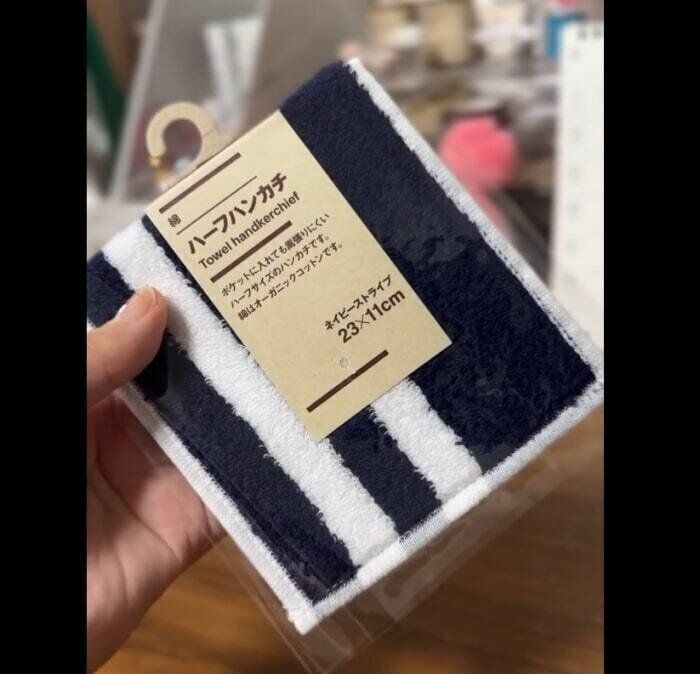 綿
ハーフハンカチ
Towel handkerchief
ポケットに入れても嵩張りにくい
ハーフサイズのハンカチです。
綿はオーガニックコットンです。
ネイビーストライプ
23×11cm